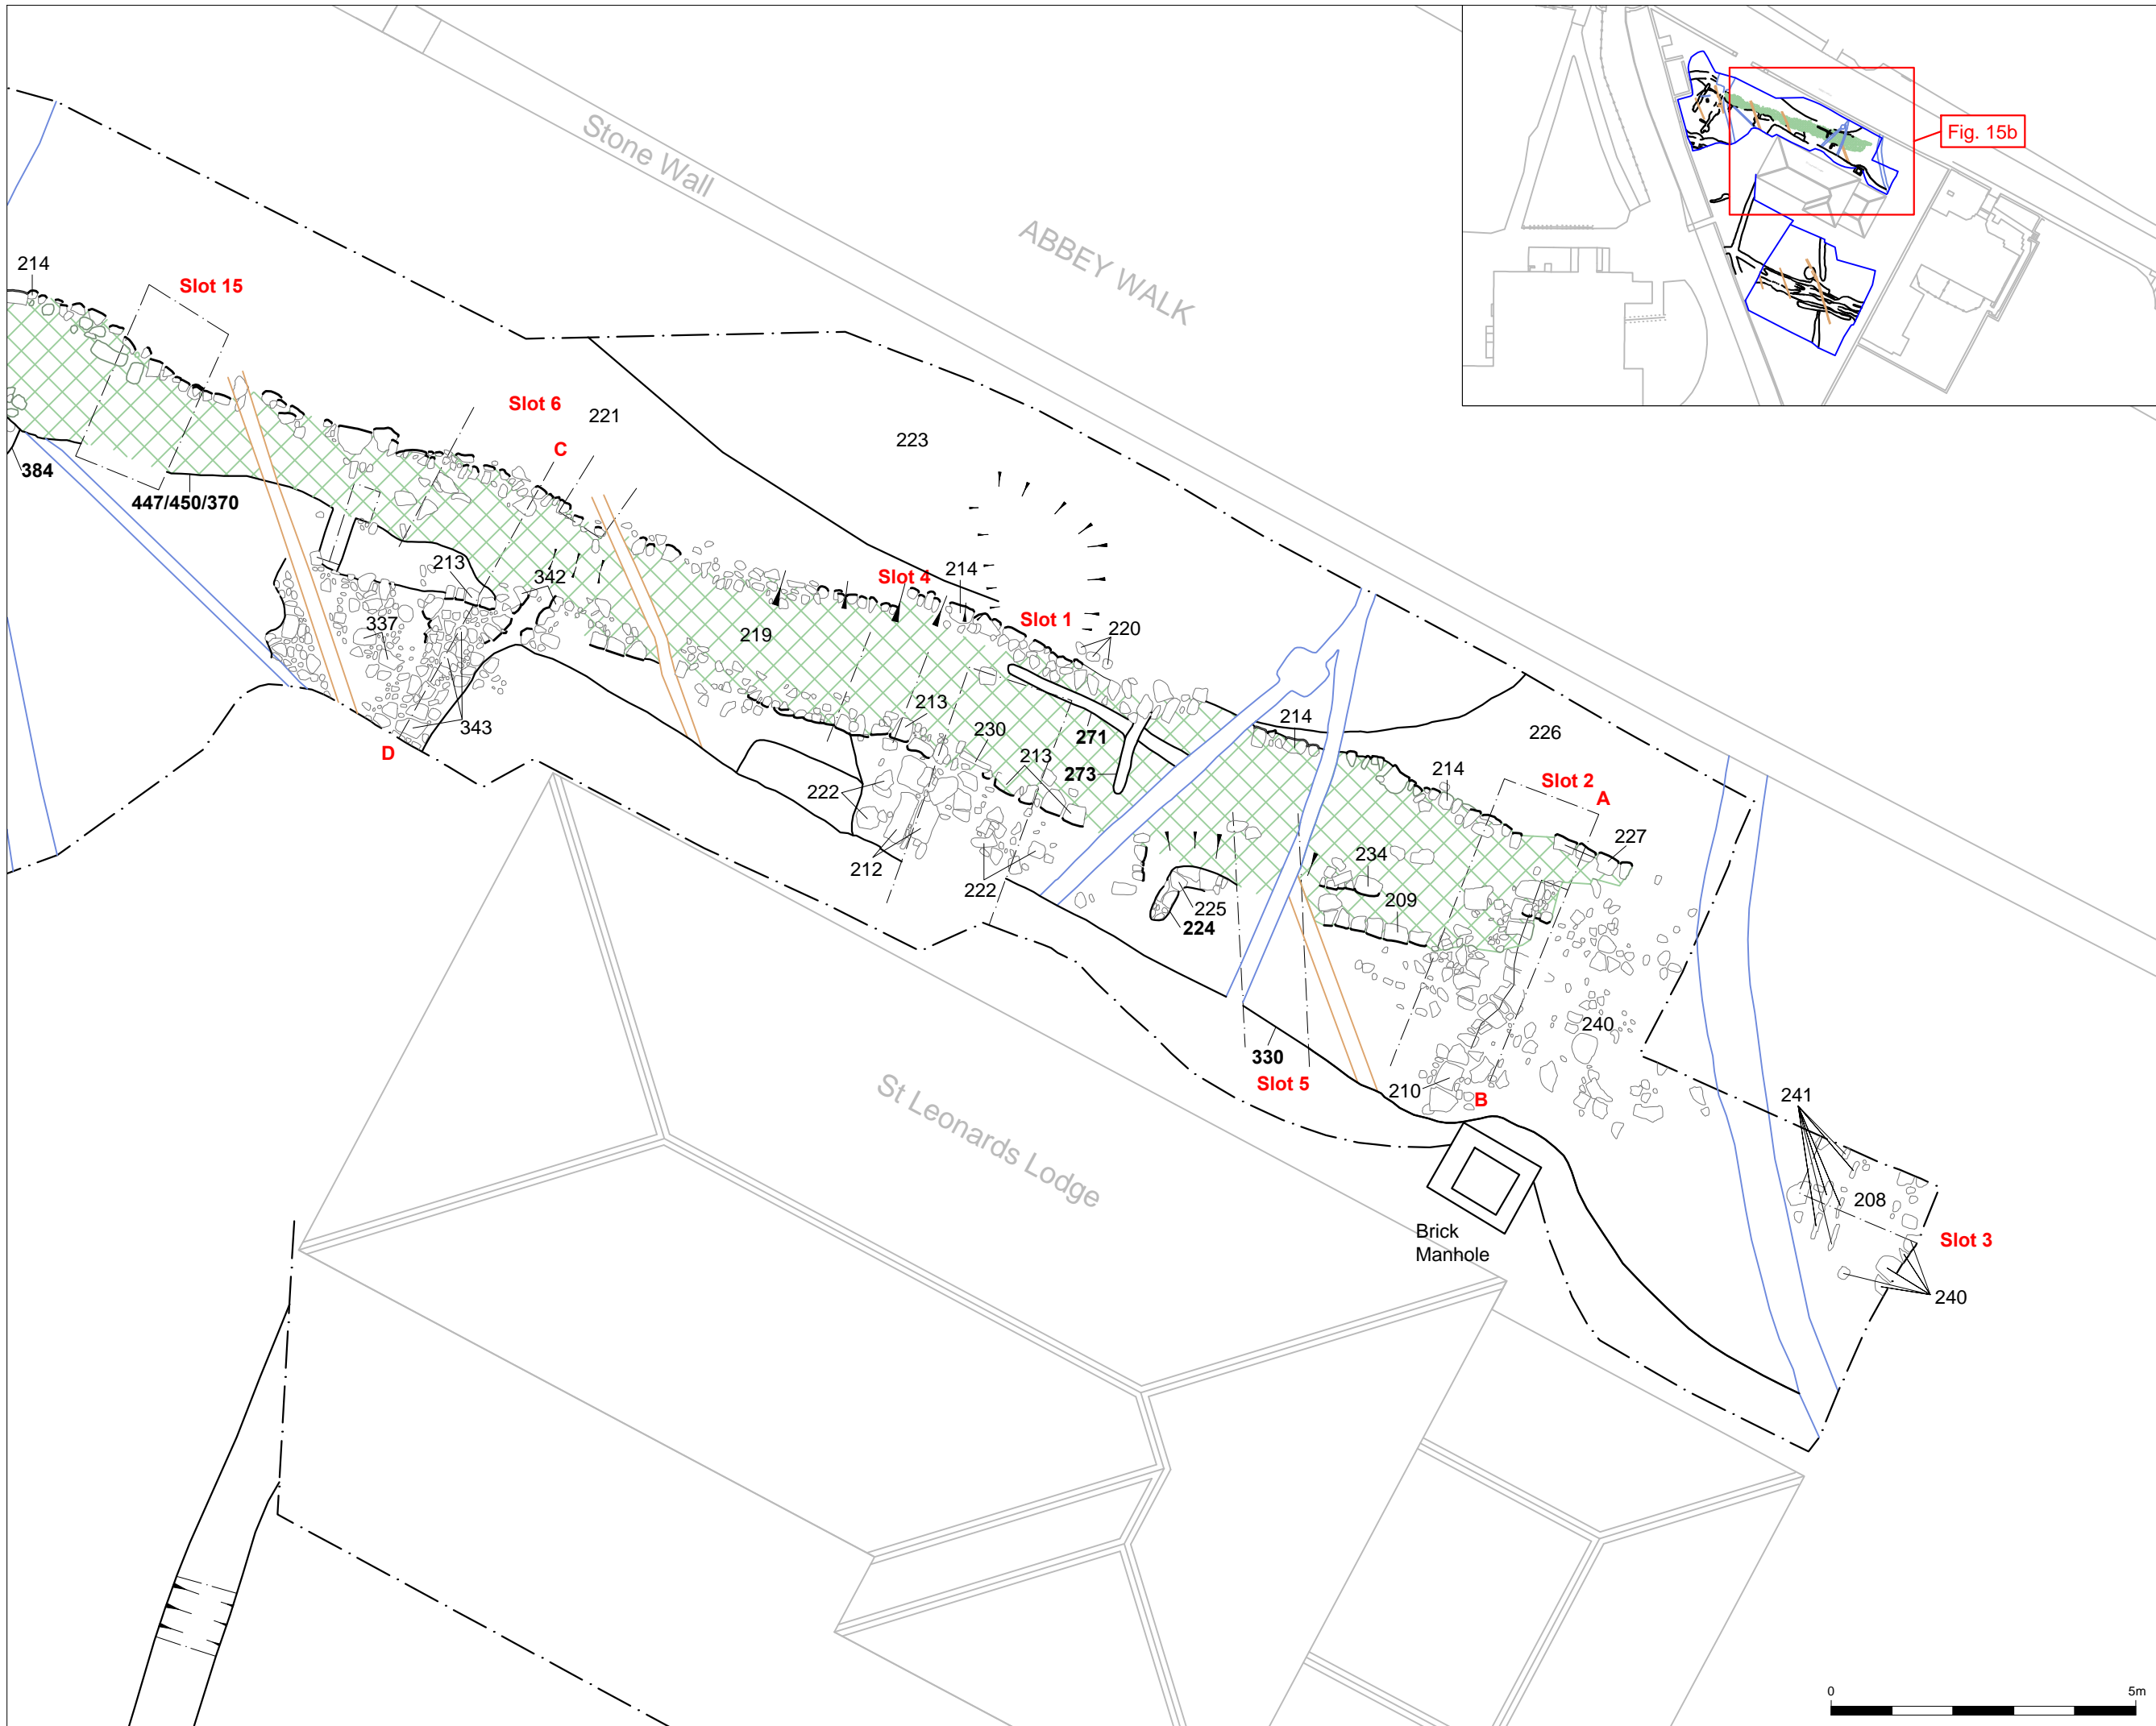 Fig. 15b
Stone Wall
ABBEY WALK
214
Slot 15
Slot 6
221
C
223
384
447/450/370
213
342
Slot 4
214
Slot 1
220
337
219
343
D
213
230
271
213
273
214
226
214
Slot 2
A
227
222
212
222
225
224
234
209
240
330
Slot 5
210
B
241
208
Slot 3
240
St Leonards Lodge
Brick
Manhole
0
5m